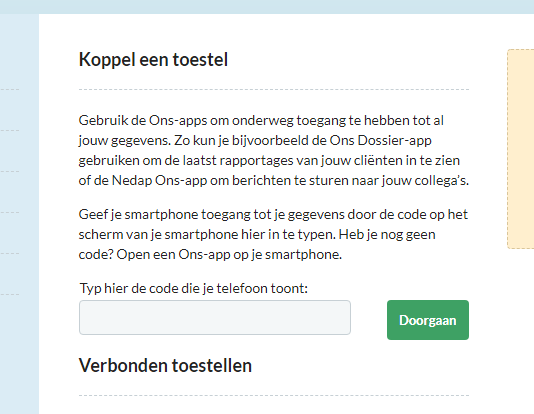 Koppel een toestel
Gebruik de Ons-apps om onderweg toegang te hebben tot al
jouw gegevens. Zo kun je bijvoorbeeld de Ons Dossier-app
gebruiken om de laatst rapportages van jouw cliënten in te zien
of de Nedap Ons-app om berichten te sturen naar jouw collega's.
Geef je smartphone toegang tot je gegevens door de code op het
scherm van je smartphone hier in te typen. Heb je nog geen
code? Open een Ons-app op je smartphone.
Typ hier de code die je telefoon toont:
Doorgaan
Verbonden toestellen